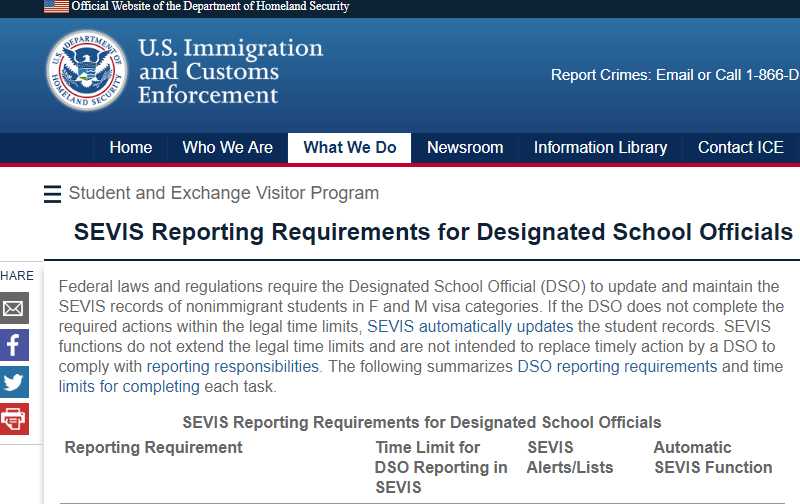 Official Website of the Department of Homeland Security
U.S. Immigration
and Customs
Enforcement
Report Crimes: Email or Call 1-866-D
Home Who We Are What We Do Newsroom Information Library Contact ICE
Student and Exchange Visitor Program
SEVIS Reporting Requirements for Designated School Officials
HARE
Federal laws and regulations require the Designated School Official (DSO) to update and maintain the
SEVIS records of nonimmigrant students in F and M visa categories. If the DSO does not complete the
required actions within the legal time limits, SEVIS automatically updates the student records. SEVIS
functions do not extend the legal time limits and are not intended to replace timely action by a DSO to
comply with reporting responsibilities. The following summarizes DSO reporting requirements and time
limits for completing each task.
SEVIS Reporting Requirements for Designated School Officials
Reporting Requirement Time Limit for SEVIS Automatic
DSO Reporting in Alerts/Lists SEVIS Function
SEVIS